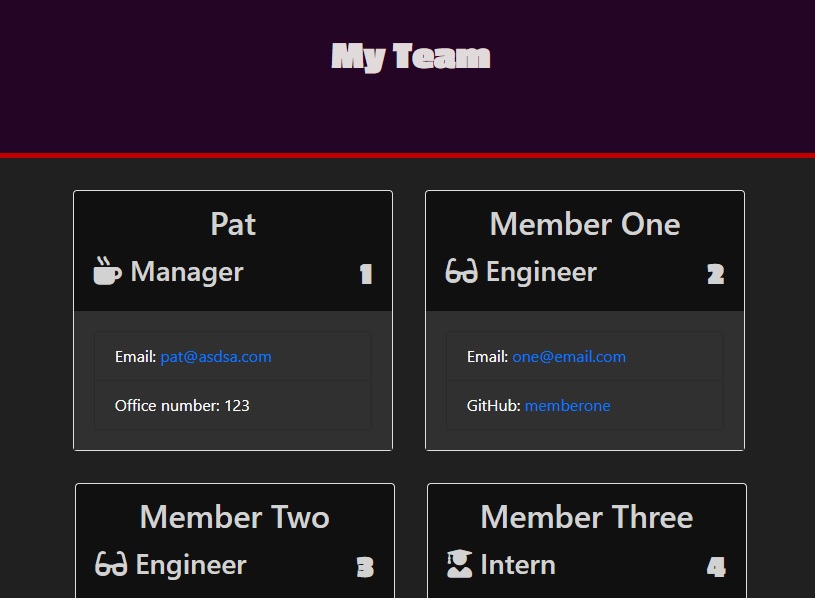 My Team
Pat
Manager 1
Email: pat@asdsa.com
Office number: 123
Member One
Engineer 2
Email: one@email.com
GitHub: memberone
Member Two
Engineer 3
Member Three
Intern 4